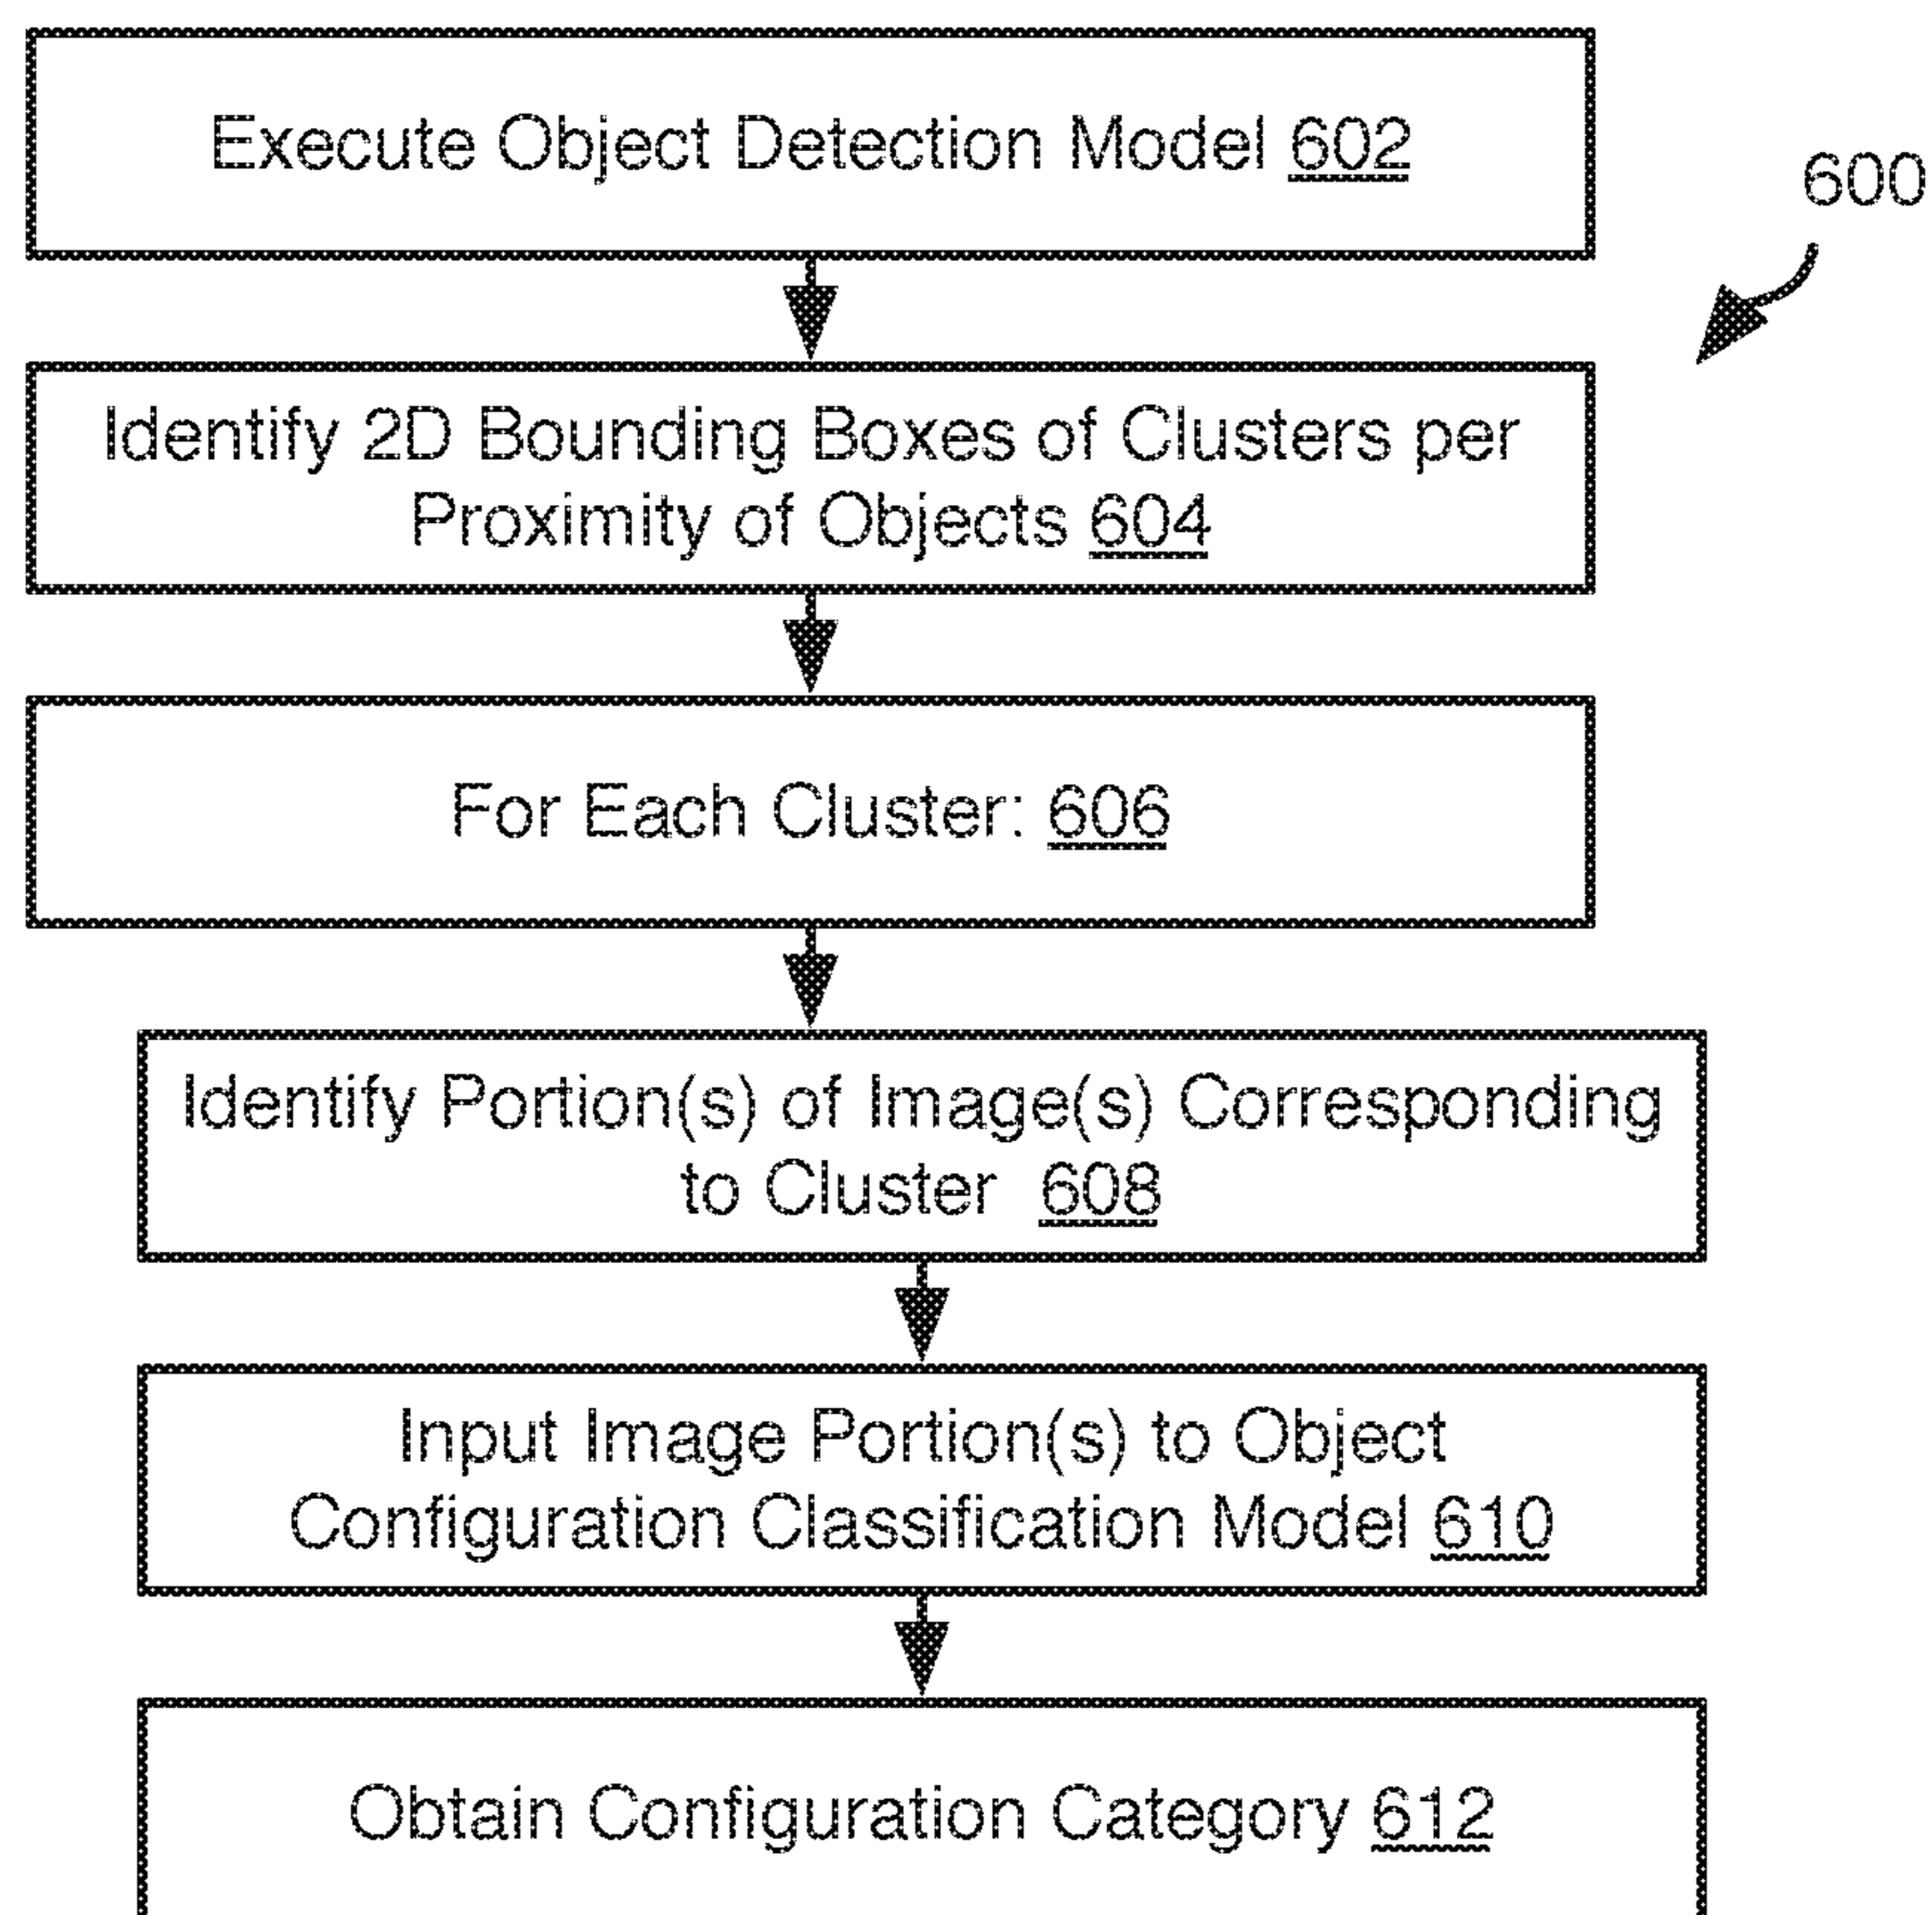 Execute Object Detection Model 602
600
Identify 2D Bounding Boxes of Clusters per
Proximity of Objects 604
For Each Cluster: 606
Identify Portion(s) of Image(s) Corresponding
to Cluster 608
Input Image Portion(s) to Object
Configuration Classification Model 610
Obtain Configuration Category 612